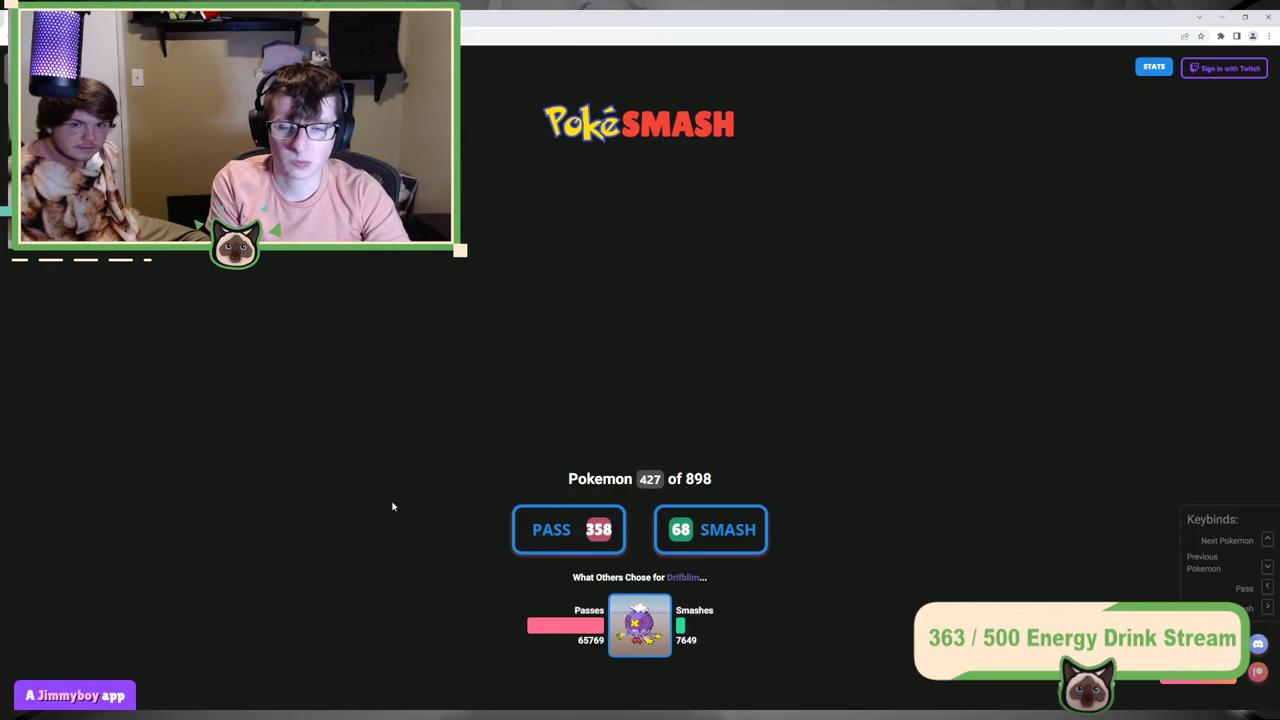 STATS
Sign in with Twitch
PokéSMASH
Pokemon 427 of 898
PASS 358
68 SMASH
What Others Chose for Drifblim...
Passes
65769
Smashes
7649
Keybinds:
Next Pokemon
Previous
Pokemon
Pass
363 / 500 Energy Drink Stream
A Jimmyboy app